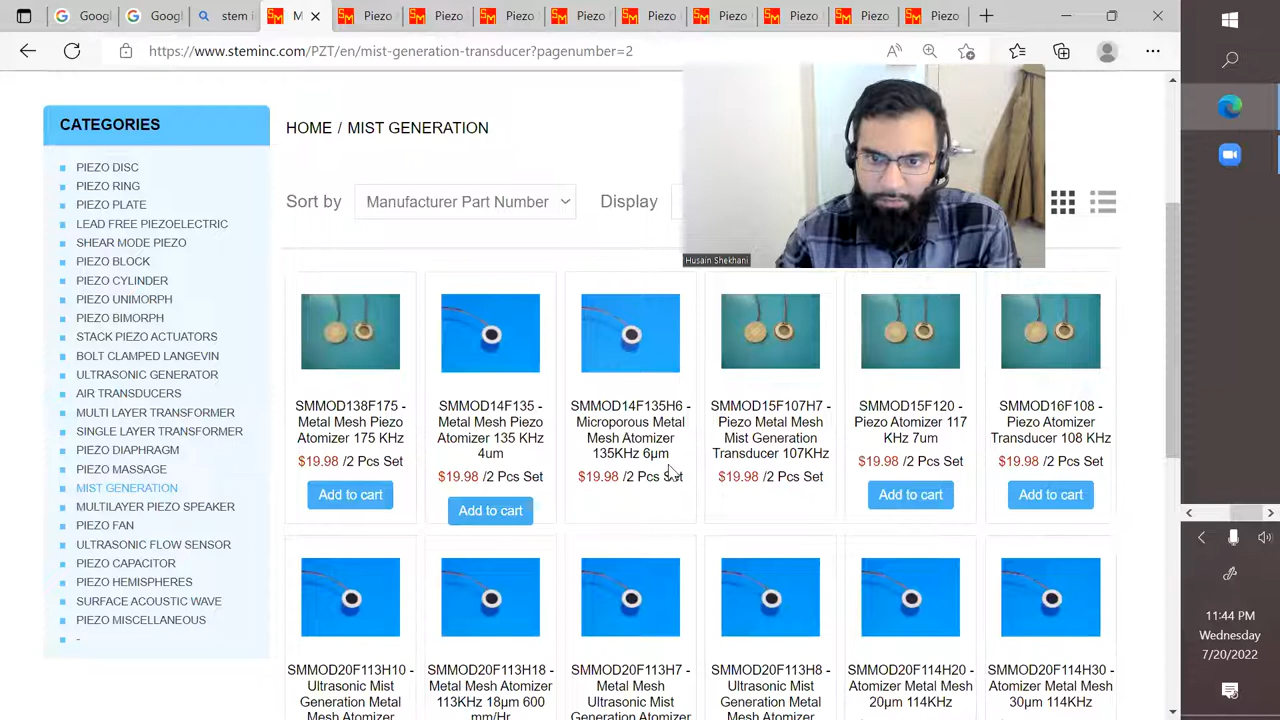 Googl
Googl
stem i
M
Piezo
Piezo
Piezo
Piezo
Piezo
Piezo
Piezo
Piezo
Piezo
https://www.steminc.com/PZT/en/mist-generation-transducer?pagenumber=2
CATEGORIES
PIEZO DISC
PIEZO RING
PIEZO PLATE
LEAD FREE PIEZOELECTRIC
SHEAR MODE PIEZO
PIEZO BLOCK
PIEZO CYLINDER
PIEZO UNIMORPH
PIEZO BIMORPH
STACK PIEZO ACTUATORS
BOLT CLAMPED LANGEVIN
ULTRASONIC GENERATOR
AIR TRANSDUCERS
MULTI LAYER TRANSFORMER
SINGLE LAYER TRANSFORMER
PIEZO DIAPHRAGM
PIEZO MASSAGE
MIST GENERATION
MULTILAYER PIEZO SPEAKER
PIEZO FAN
ULTRASONIC FLOW SENSOR
PIEZO CAPACITOR
PIEZO HEMISPHERES
SURFACE ACOUSTIC WAVE
PIEZO MISCELLANEOUS
-
HOME / MIST GENERATION
Sort by Manufacturer Part Number Display
Husain Shekhani
SMMOD138F175 -
Metal Mesh Piezo
Atomizer 175 KHz
$19.98 /2 Pcs Set
Add to cart
SMMOD14F135 -
Metal Mesh Piezo
Atomizer 135 KHz
4um
$19.98 /2 Pcs Set
Add to cart
SMMOD14F135H6 -
Microporous Metal
Mesh Atomizer
135KHz 6μm
$19.98 /2 Pcs Set
SMMOD15F107H7 -
Piezo Metal Mesh
Mist Generation
Transducer 107KHz
$19.98 /2 Pcs Set
SMMOD15F120 -
Piezo Atomizer 117
KHz 7um
$19.98 /2 Pcs Set
Add to cart
SMMOD16F108 -
Piezo Atomizer
Transducer 108 KHz
$19.98 /2 Pcs Set
Add to cart
SMMOD20F113H10 -
Ultrasonic Mist
Generation Metal
Mesh Atomizer
SMMOD20F113H18 -
Metal Mesh Atomizer
113KHz 18μm 600
mm/Hr
SMMOD20F113H7 -
Metal Mesh
Ultrasonic Mist
Generation Atomizer
SMMOD20F113H8 -
Ultrasonic Mist
Generation Metal
Mesh Atomizer
SMMOD20F114H20 -
Atomizer Metal Mesh
20μm 114KHz
SMMOD20F114H30 -
Atomizer Metal Mesh
30μm 114KHz
11:44 PM
Wednesday
7/20/2022